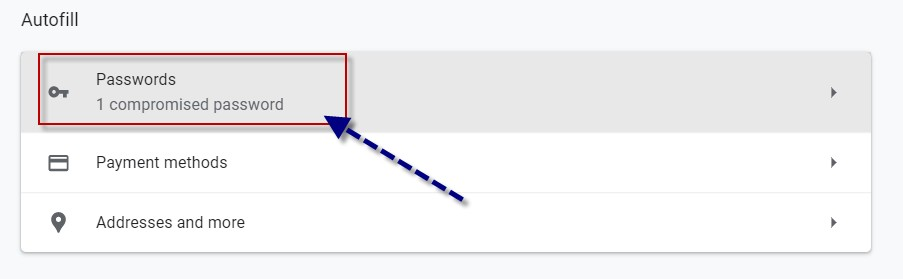 Autofill
Passwords
1 compromised password
Payment methods
Addresses and more